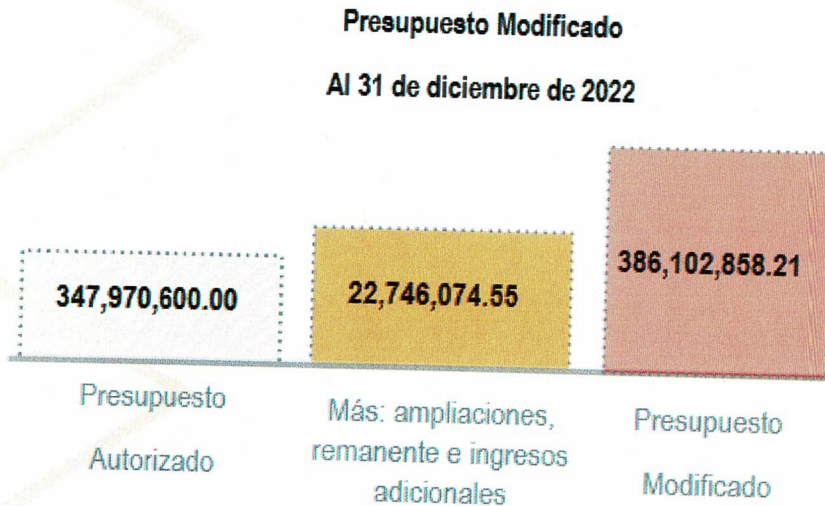 Presupuesto Modificado
Al 31 de diciembre de 2022
347,970,600.00
22,746,074.55
386,102,858.21
Presupuesto
Autorizado
Más: ampliaciones,
remanente e ingresos
adicionales
Presupuesto
Modificado